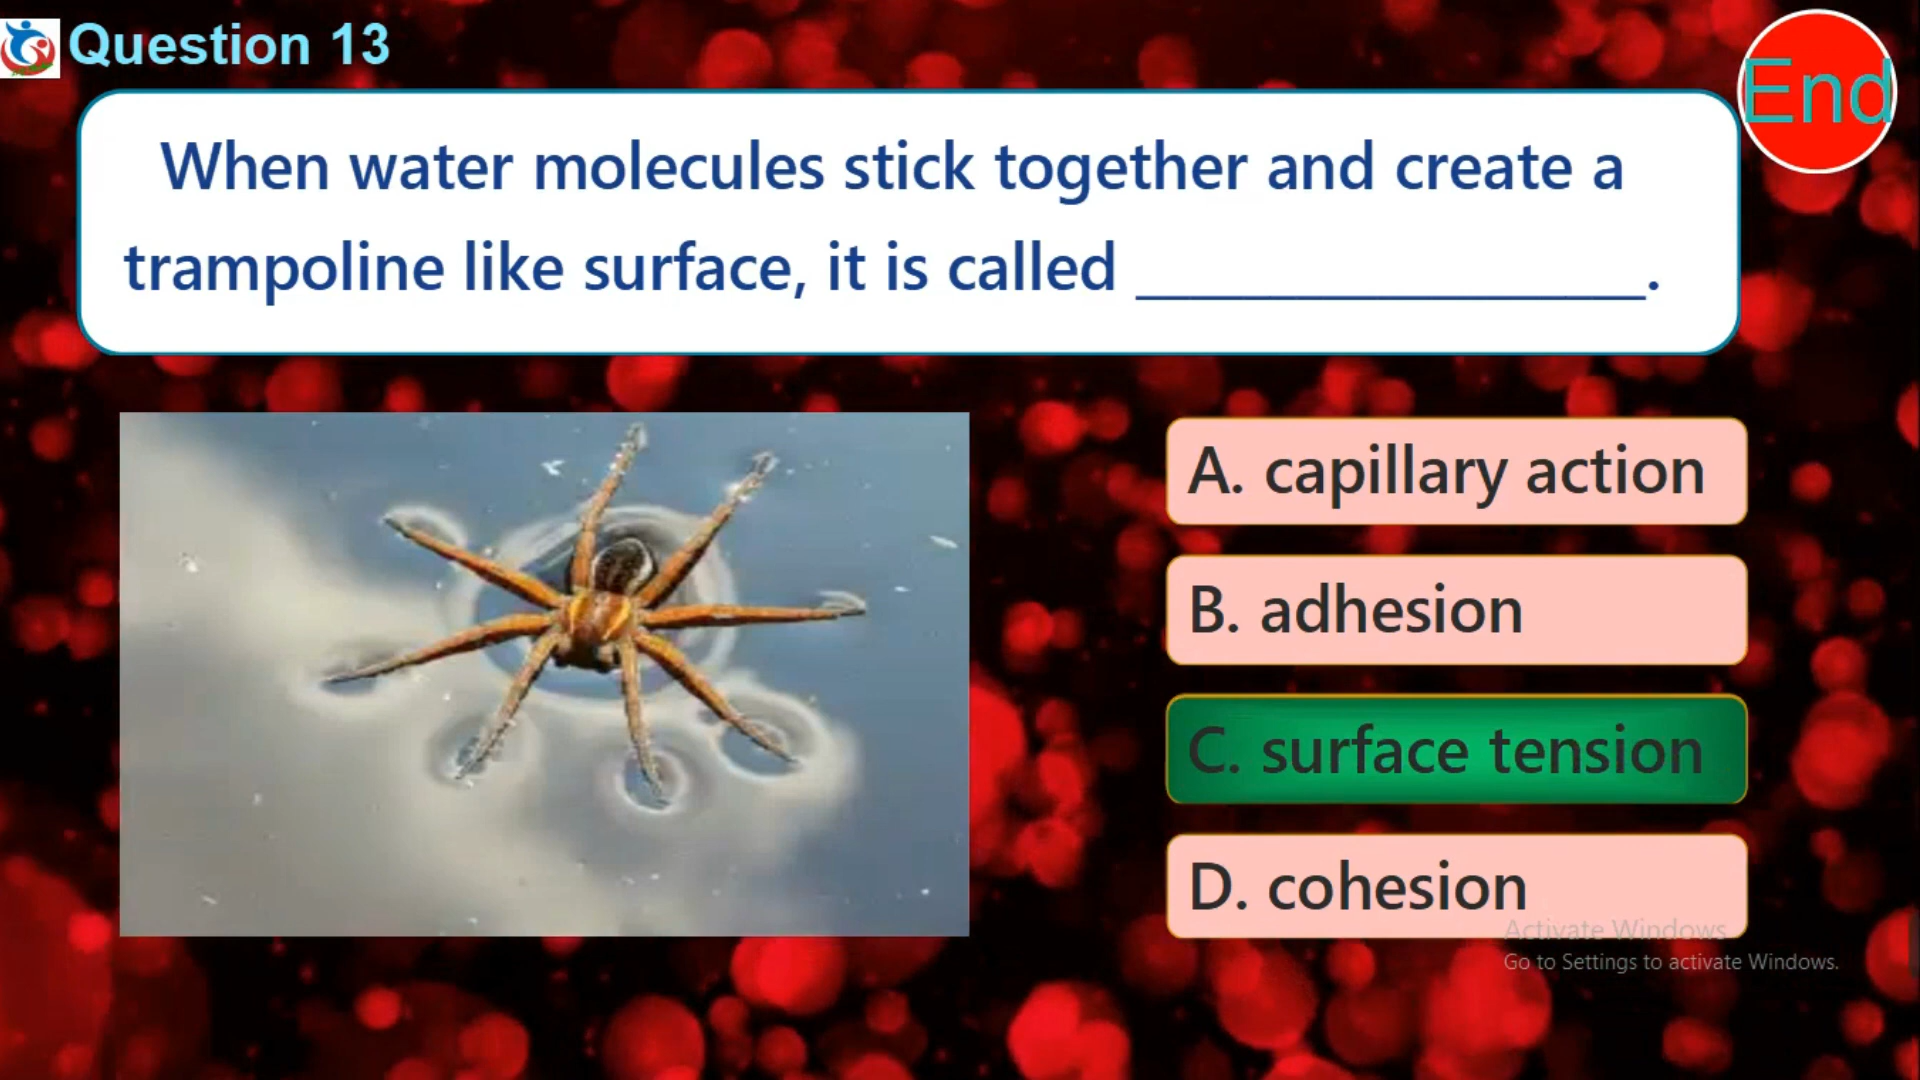 Question 13
End
When water molecules stick together and create a
trampoline like surface, it is called _______________.
A. capillary action
B. adhesion
C. surface tension
D. cohesion
Activate Windows
Go to Settings to activate Windows.